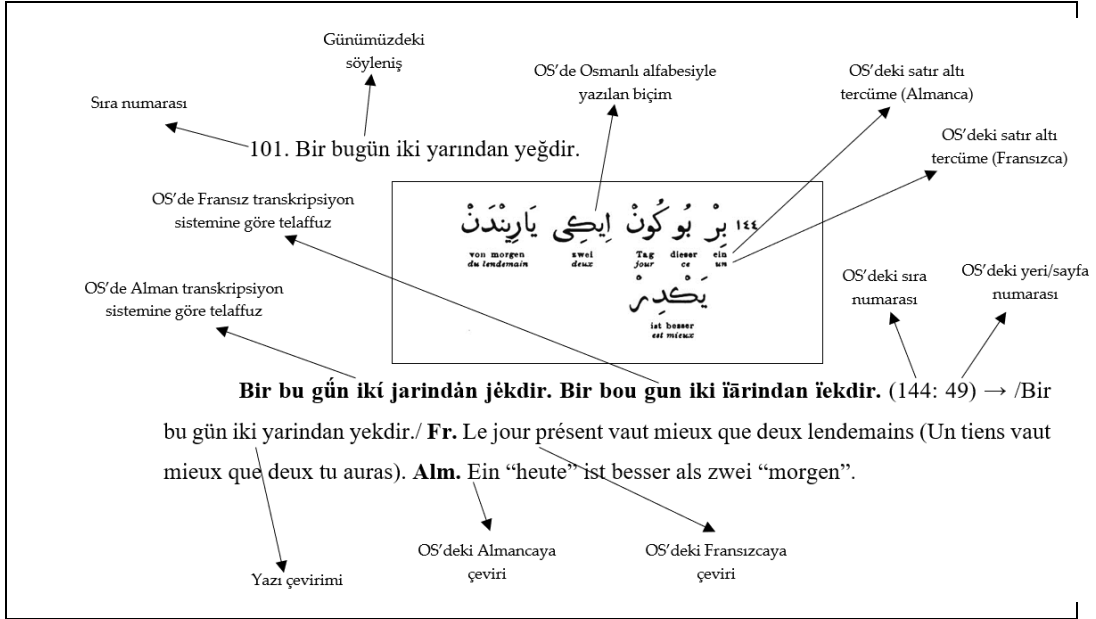 Günümüzdeki
söyleniş
OS'de Osmanlı alfabesiyle
yazılan biçim
OS'deki satır altı
tercüme (Almanca)
Sıra numarası
OS'deki satır altı
tercüme (Fransızca)
101. Bir bugün iki yarından yeğdir.
OS'de Fransız transkripsiyon
sistemine göre telaffuz
١٤٤ بِرْ بُو كُونْ اِيكِى يَارِينْدَنْ
von morgen zwei Tag dieser ein
du lendemain deux jour ce un
يَكْدِرْ
ist besser
est mieux
OS'deki sıra
numarası
OS'deki yeri/sayfa
numarası
OS'de Alman transkripsiyon
sistemine göre telaffuz
Bir bu gǘn ikí jarindȧn jėkdir. Bir bou gun iki ïārindan ïekdir. (144: 49) → /Bir
bu gün iki yarindan yekdir./ Fr. Le jour présent vaut mieux que deux lendemains (Un tiens vaut
mieux que deux tu auras). Alm. Ein “heute” ist besser als zwei “morgen”.
OS'deki Almancaya
çeviri
OS'deki Fransızcaya
çeviri
Yazı çevirimi